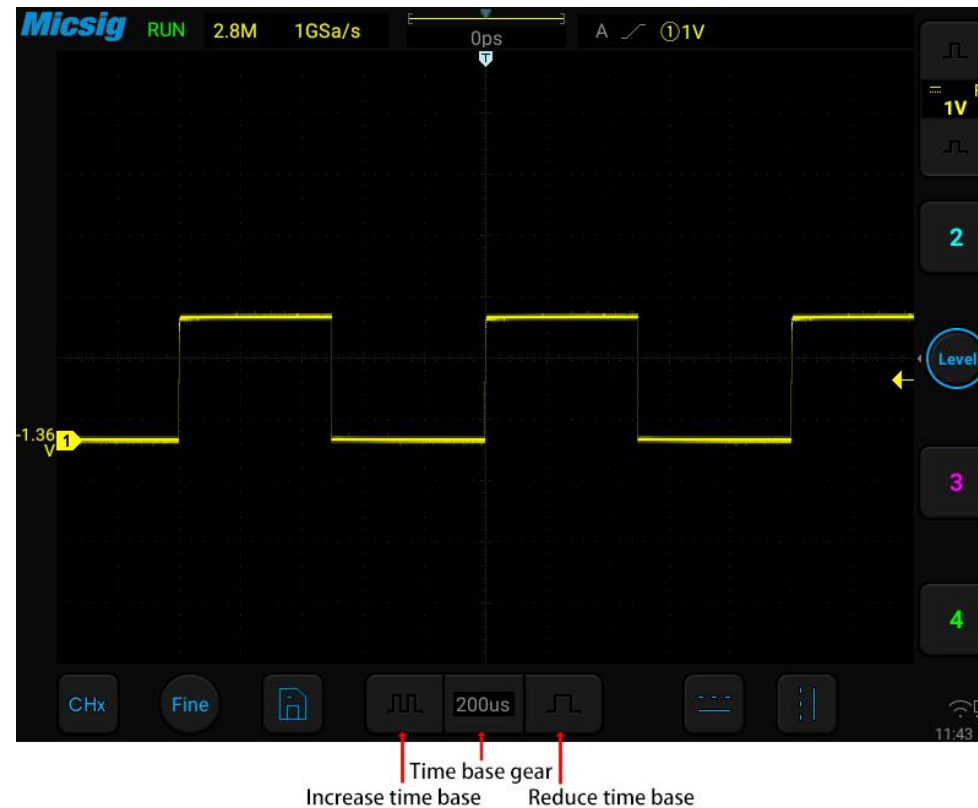 Micsig RUN 2.8M 1GSa/s 0ps A ①1V
T
1V
2
Level
-1.36
V
1
3
4
CHx Fine 200us
11:43
Time base gear
Increase time base Reduce time base